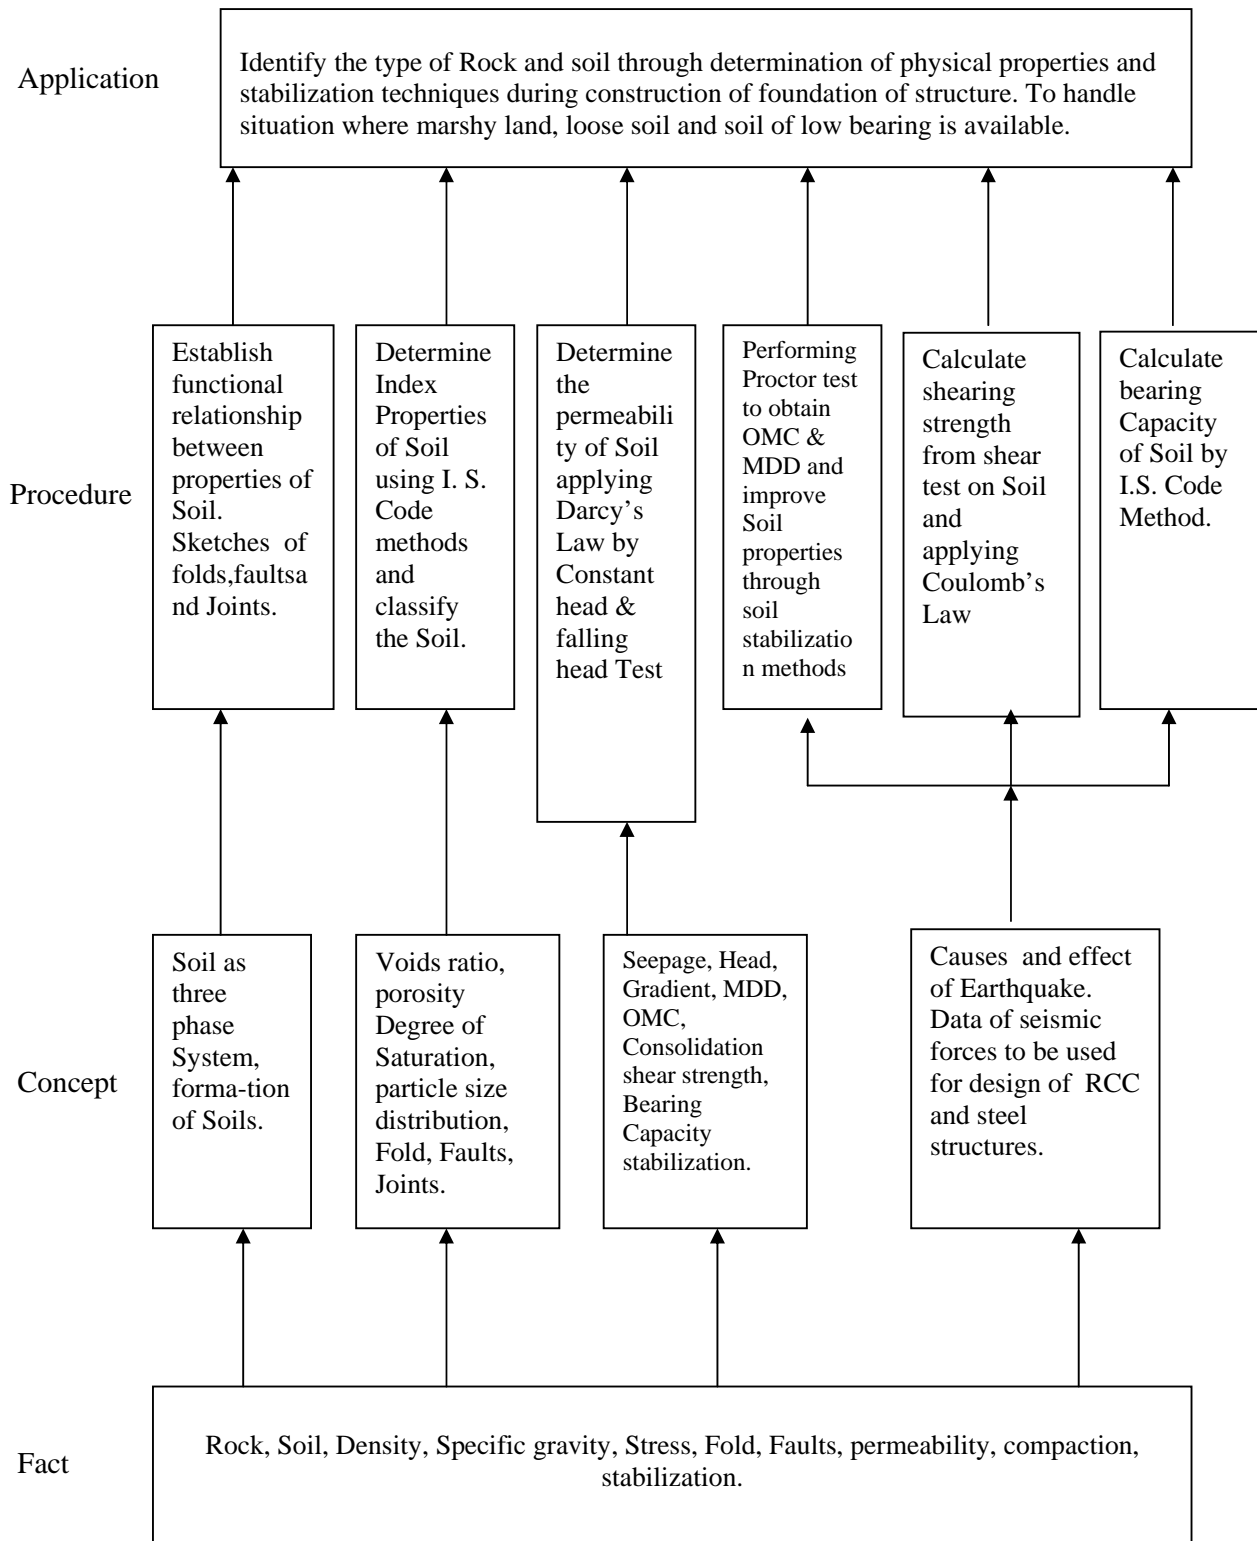 Application
Identify the type of Rock and soil through determination of physical properties and
stabilization techniques during construction of foundation of structure. To handle
situation where marshy land, loose soil and soil of low bearing is available.
Procedure
Establish
functional
relationship
between
properties of
Soil.
Sketches of
folds,faultsa
nd Joints.
Determine
Index
Properties
of Soil
using I. S.
Code
methods
and
classify
the Soil.
Determine
the
permeabili
ty of Soil
applying
Darcy’s
Law by
Constant
head &
falling
head Test
Performing
Proctor test
to obtain
OMC &
MDD and
improve
Soil
properties
through
soil
stabilizatio
n methods
Calculate
shearing
strength
from shear
test on Soil
and
applying
Coulomb’s
Law
Calculate
bearing
Capacity
of Soil by
I.S. Code
Method.
Concept
Soil as
three
phase
System,
forma-tion
of Soils.
Voids ratio,
porosity
Degree of
Saturation,
particle size
distribution,
Fold, Faults,
Joints.
Seepage, Head,
Gradient, MDD,
OMC,
Consolidation
shear strength,
Bearing
Capacity
stabilization.
Causes and effect
of Earthquake.
Data of seismic
forces to be used
for design of RCC
and steel
structures.
Fact
Rock, Soil, Density, Specific gravity, Stress, Fold, Faults, permeability, compaction,
stabilization.